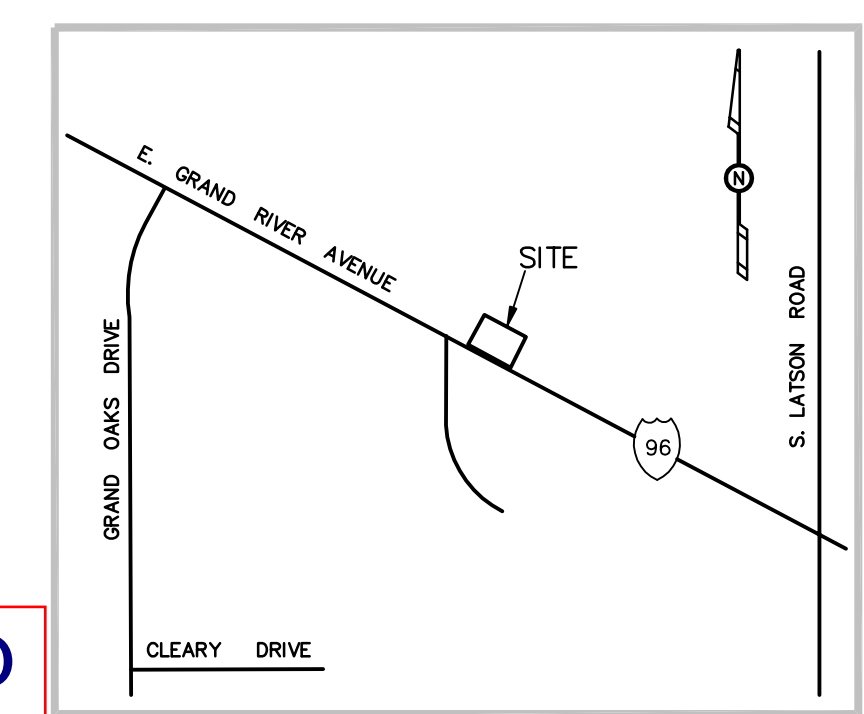 E. GRAND RIVER AVENUE
N
SITE
S. LATSON ROAD
GRAND OAKS DRIVE
96
CLEARY DRIVE